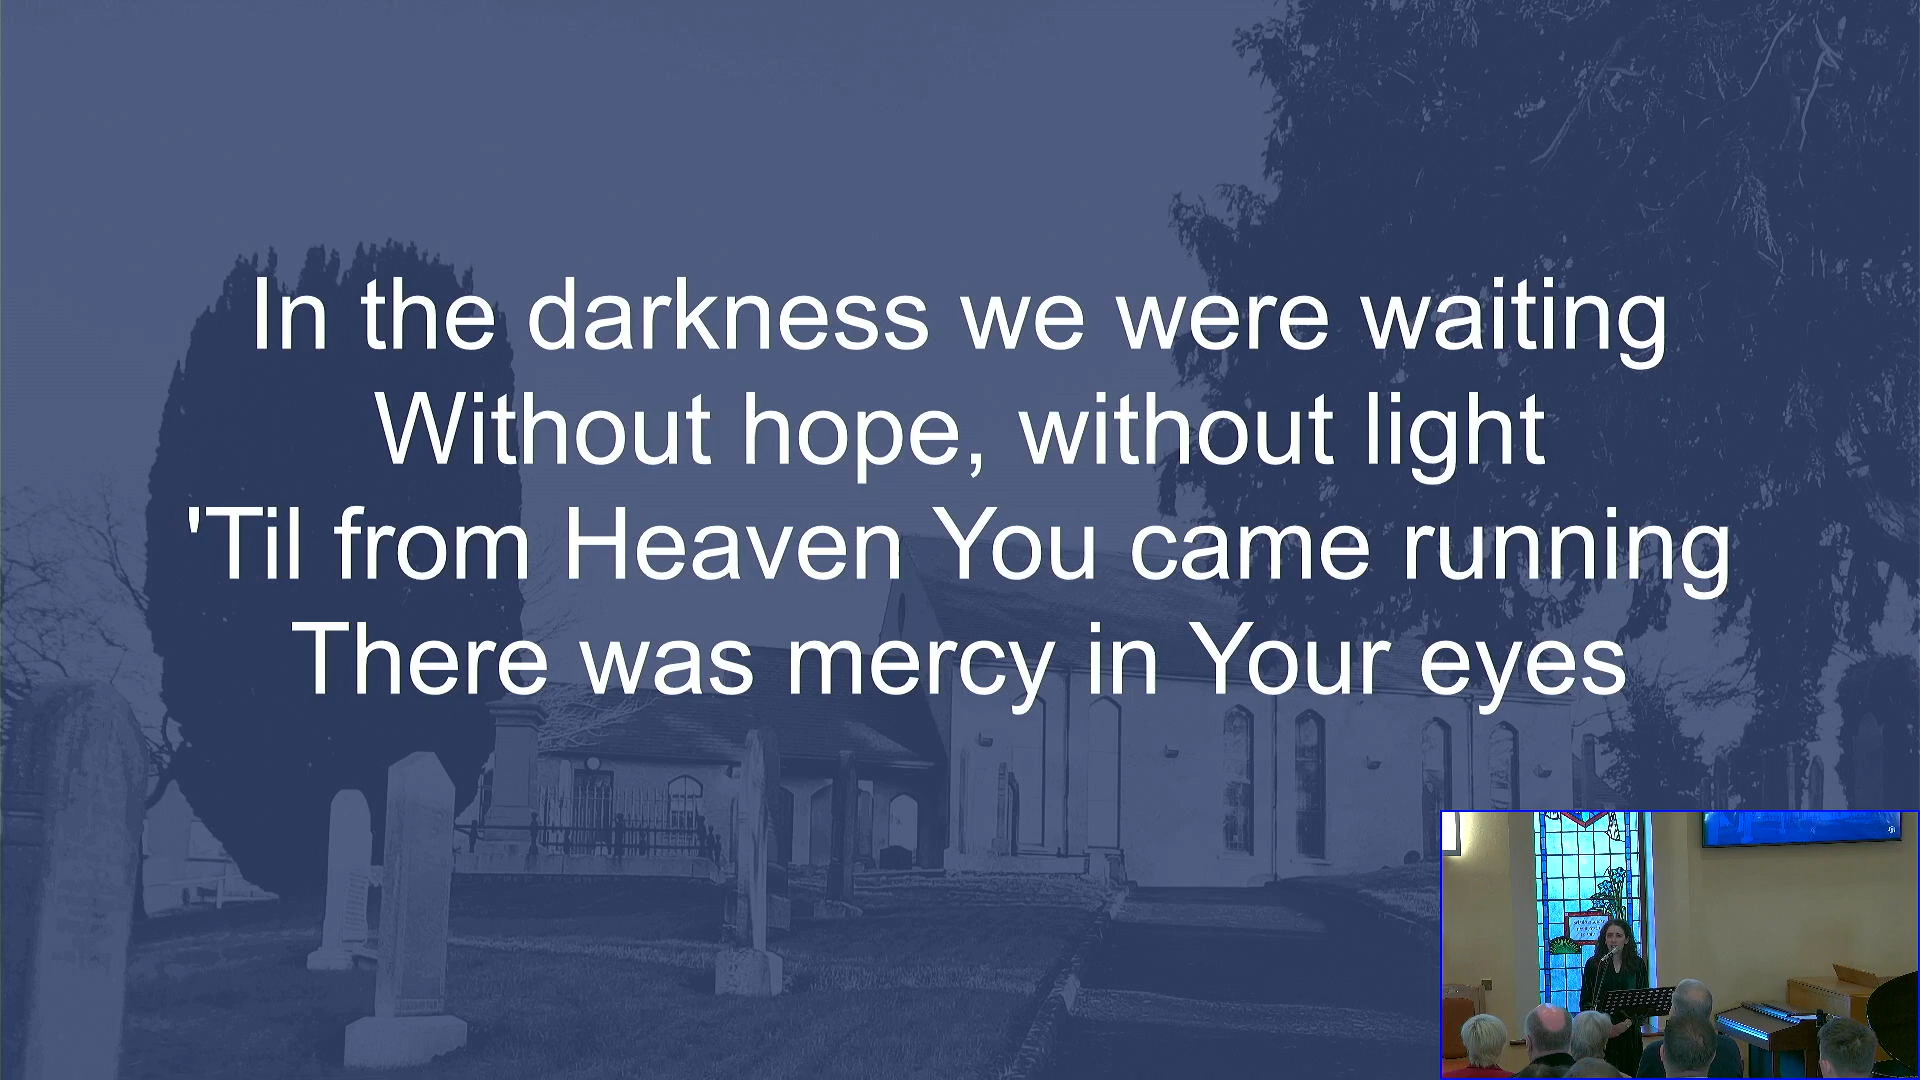 In the darkness we were waiting
Without hope, without light
'Til from Heaven You came running
There was mercy in Your eyes